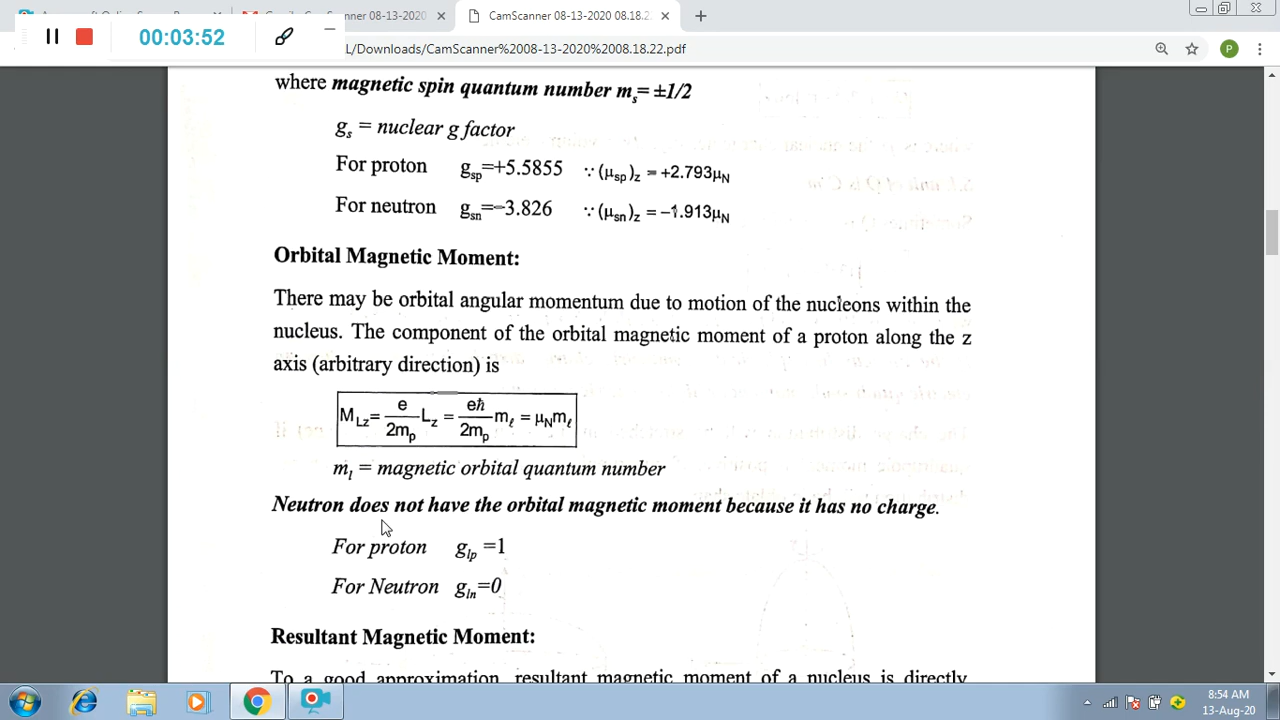 nner 08-13-2020
CamScanner 08-13-2020 08.18.2
00:03:52
L/Downloads/CamScanner%2008-13-2020%2008.18.22.pdf
P
where magnetic spin quantum number mₛ= ±1/2
gₛ = nuclear g factor
For proton gsp=+5.5855 ∵(μsp)z = +2.793μN
For neutron gsn=-3.826 ∵(μsn)z = -1.913μN
Orbital Magnetic Moment:
There may be orbital angular momentum due to motion of the nucleons within the
nucleus. The component of the orbital magnetic moment of a proton along the z
axis (arbitrary direction) is
MLz= e/2mp Lz = eħ/2mp mℓ = μNmℓ
ml = magnetic orbital quantum number
Neutron does not have the orbital magnetic moment because it has no charge.
For proton glp =1
For Neutron gln=0
Resultant Magnetic Moment:
To a good approximation, resultant magnetic moment of a nucleus is directly
8:54 AM
13-Aug-20